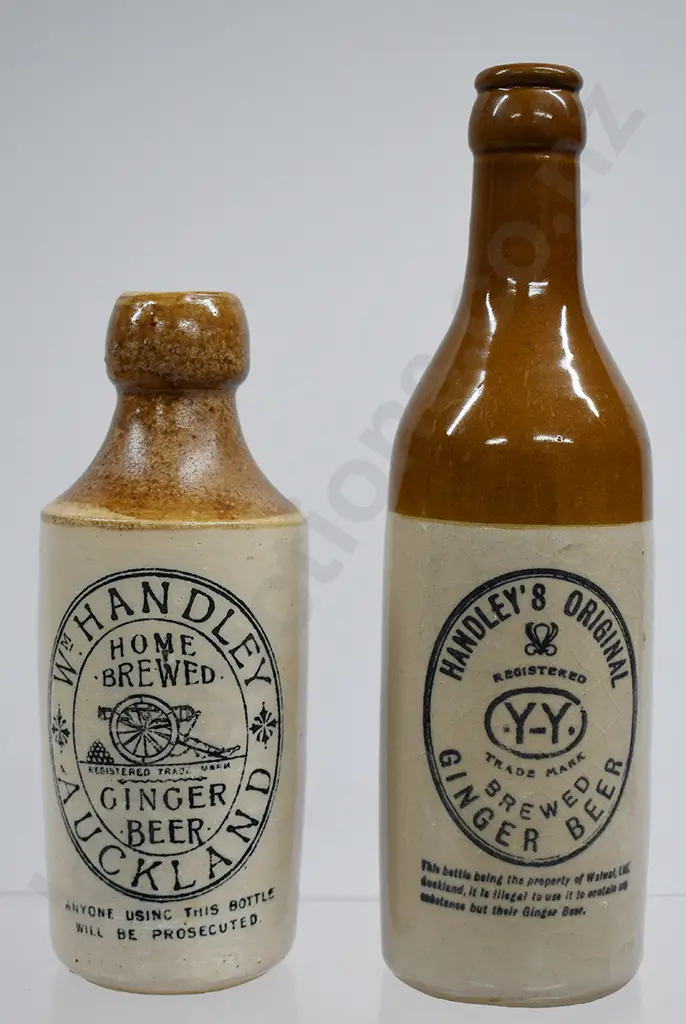 Wᴹ HANDLEY
HOME
·BREWED·
REGISTERED TRADE MARK
GINGER
·BEER·
AUCKLAND
ANYONE USING THIS BOTTLE
WILL BE PROSECUTED.
HANDLEY'S ORIGINAL
REGISTERED
Y-Y
TRADE MARK
BREWED
GINGER BEER
This bottle being the property of
Auckland, it is illegal to use it to contain any
substance but their Ginger Beer.